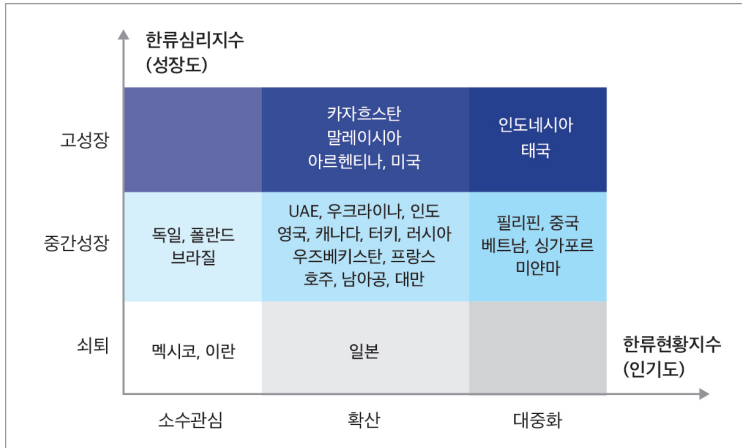 한류심리지수
(성장도)
고성장
카자흐스탄
말레이시아
아르헨티나, 미국
인도네시아
태국
중간성장
독일, 폴란드
브라질
UAE, 우크라이나, 인도
영국, 캐나다, 터키, 러시아
우즈베키스탄, 프랑스
호주, 남아공, 대만
필리핀, 중국
베트남, 싱가포르
미얀마
쇠퇴
멕시코, 이란
일본
한류현황지수
(인기도)
소수관심
확산
대중화